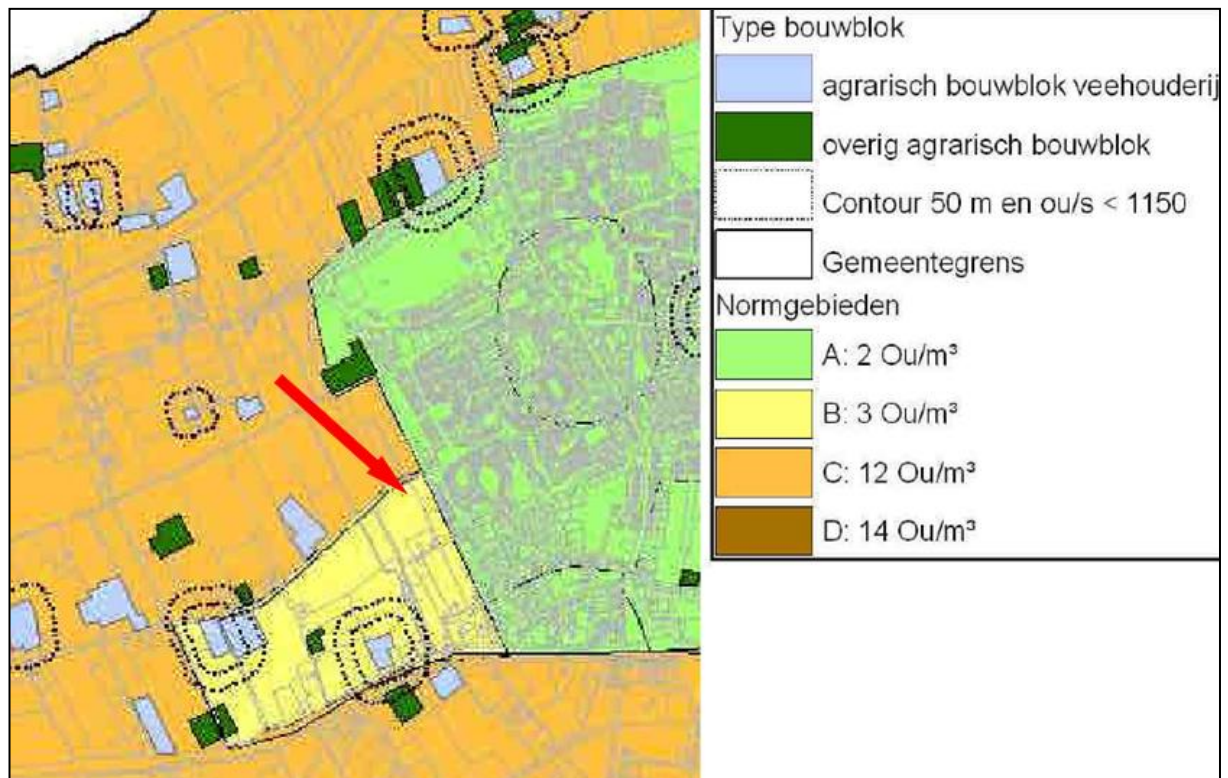 Type bouwblok
agrarisch bouwblok veehouderij
overig agrarisch bouwblok
Contour 50 m en ou/s < 1150
Gemeentegrens
Normgebieden
A: 2 Ou/m³
B: 3 Ou/m³
C: 12 Ou/m³
D: 14 Ou/m³